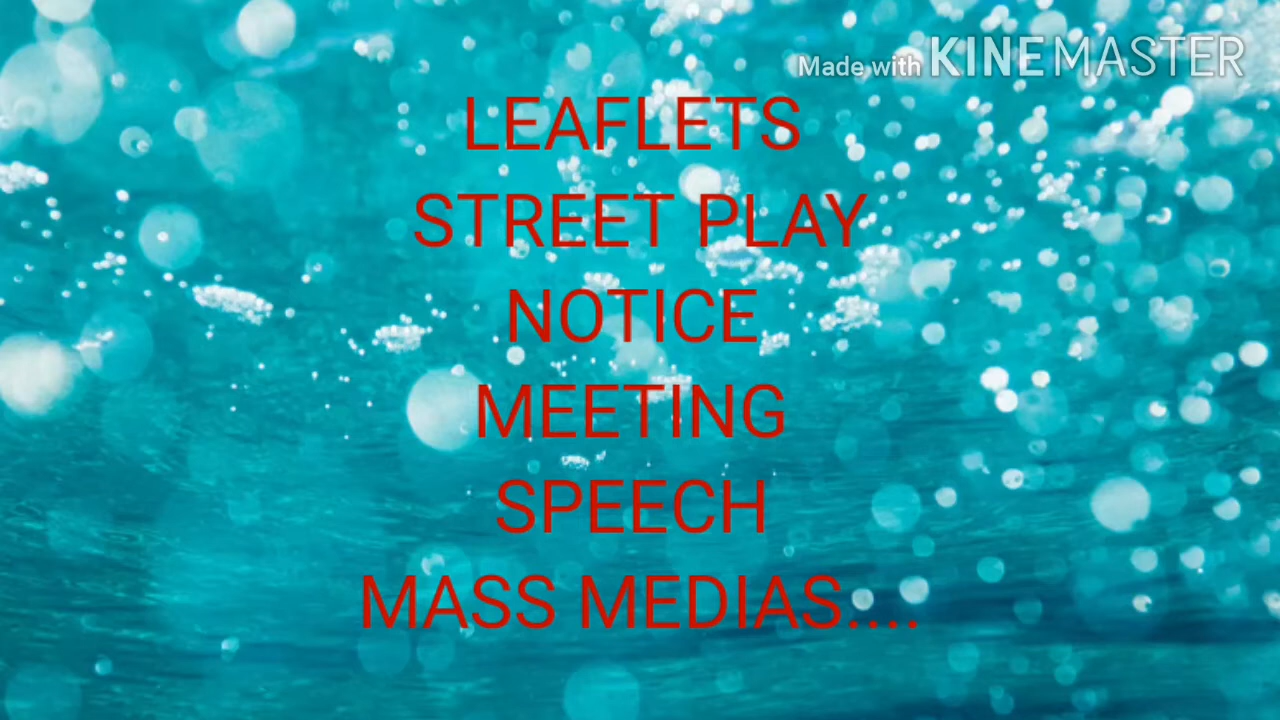 Made with KINEMASTER
LEAFLETS
STREET PLAY
NOTICE
MEETING
SPEECH
MASS MEDIAS....